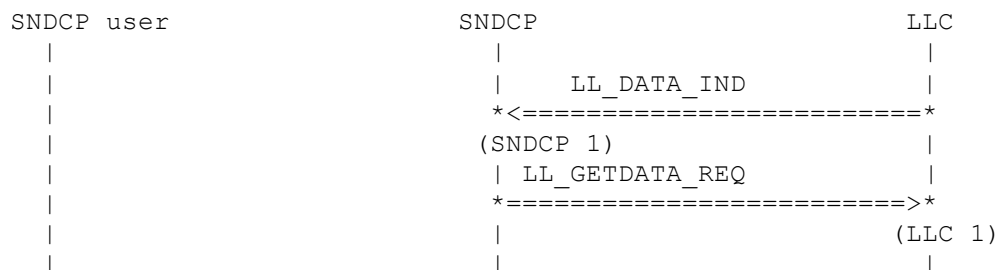 SNDCP user SNDCP LLC
| | |
| | LL_DATA_IND |
| *<=========================*
| (SNDCP 1) |
| | LL_GETDATA_REQ |
| *=========================>*
| | (LLC 1)
| | |